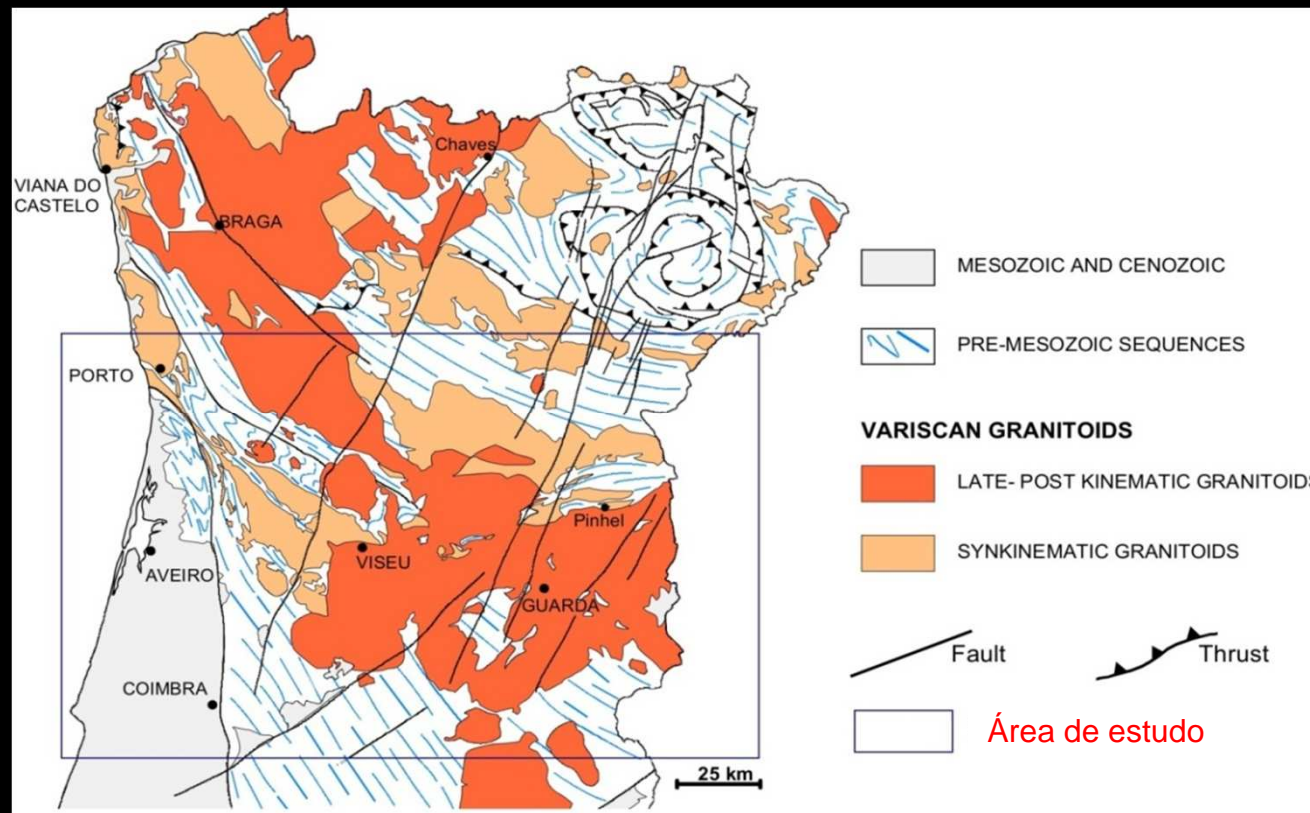 Chaves
VIANA DO
CASTELO
BRAGA
PORTO
Pinhel
VISEU
AVEIRO
GUARDA
COIMBRA
25 km
MESOZOIC AND CENOZOIC
PRE-MESOZOIC SEQUENCES
VARISCAN GRANITOIDS
LATE- POST KINEMATIC GRANITOIDS
SYNKINEMATIC GRANITOIDS
Fault
Thrust
Área de estudo